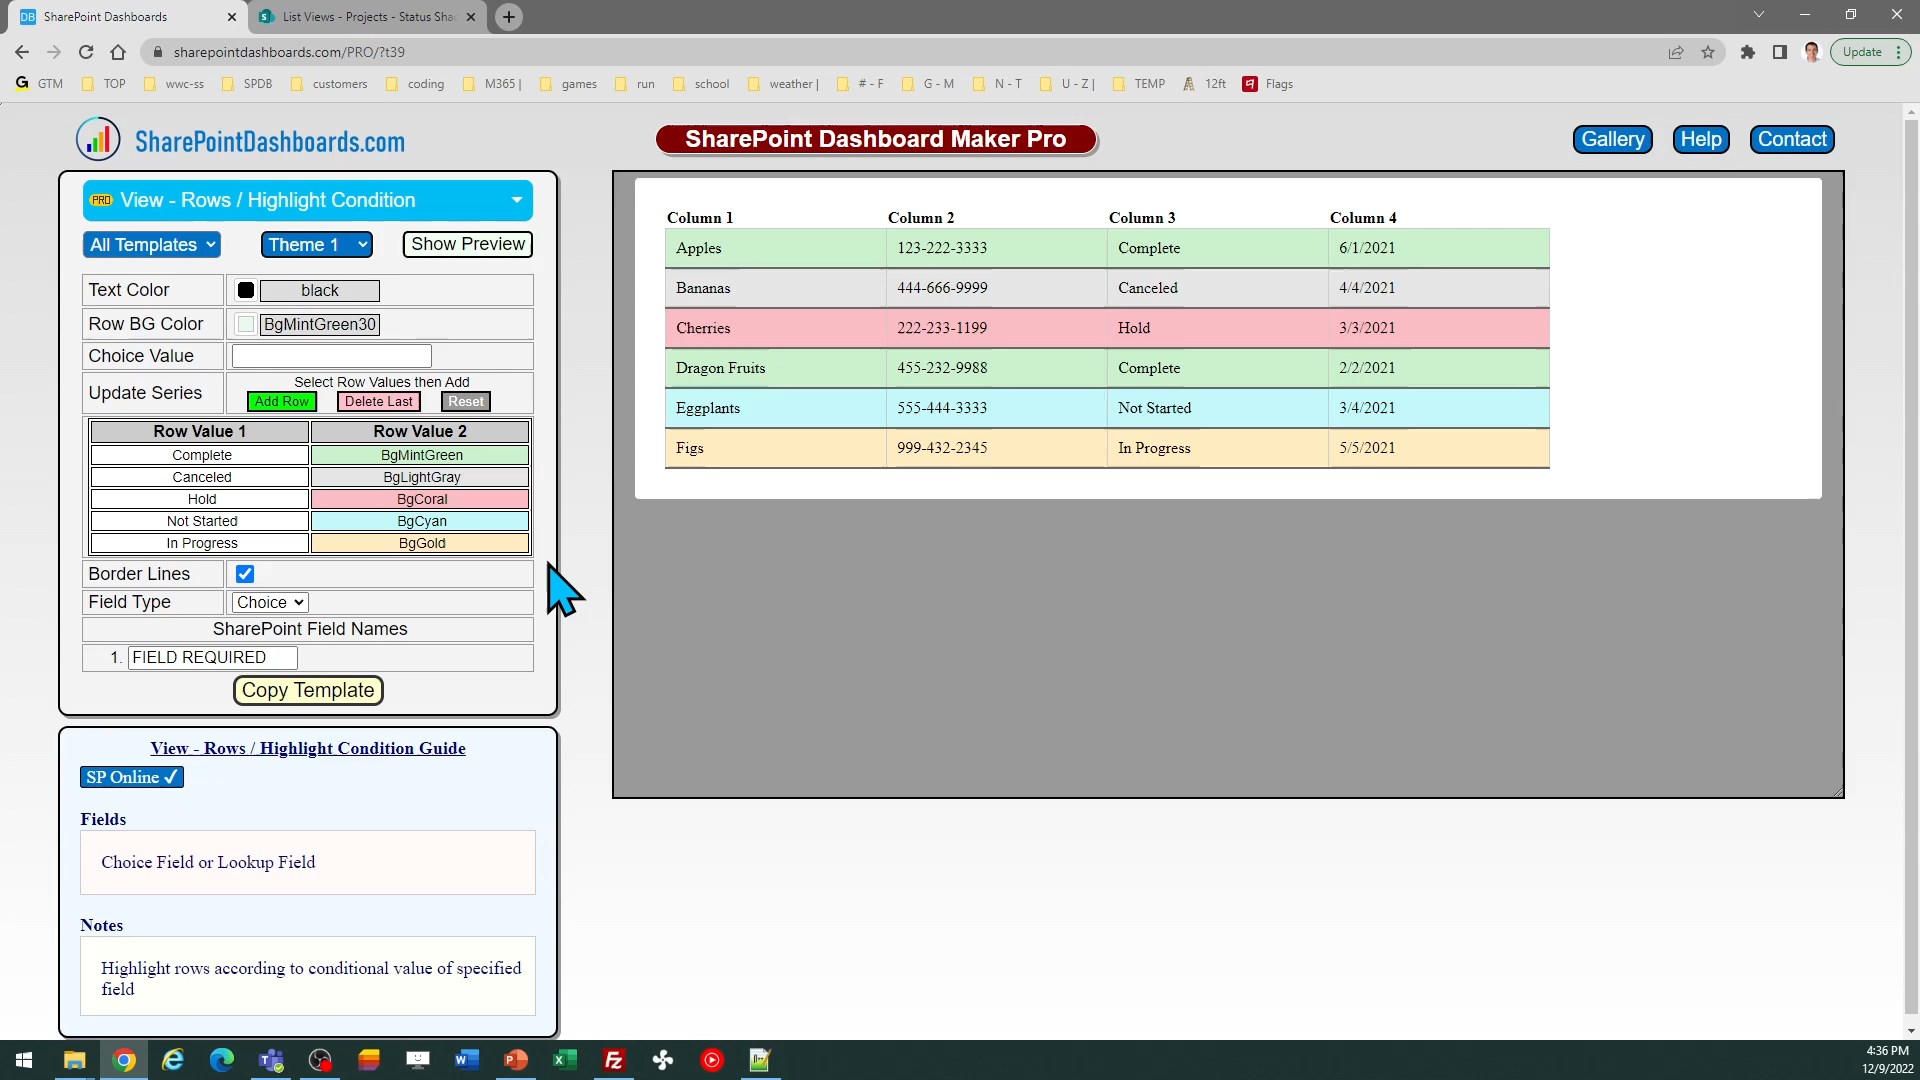 SharePoint Dashboards
List Views - Projects - Status Sha
sharepointdashboards.com/PRO/?t39
Update
GTM
TOP
wwc-ss
SPDB
customers
coding
M365 |
games
run
school
weather |
# - F
G - M
N - T
U - Z |
TEMP
12ft
Flags
SharePointDashboards.com
SharePoint Dashboard Maker Pro
Gallery
Help
Contact
PRO View - Rows / Highlight Condition
All Templates
Theme 1
Show Preview
Text Color
black
Row BG Color
BgMintGreen30
Choice Value
Update Series
Select Row Values then Add
Add Row
Delete Last
Reset
Row Value 1 Row Value 2
Complete BgMintGreen
Canceled BgLightGray
Hold BgCoral
Not Started BgCyan
In Progress BgGold
Border Lines
Field Type
Choice
SharePoint Field Names
1. FIELD REQUIRED
Copy Template
View - Rows / Highlight Condition Guide
SP Online ✓
Fields
Choice Field or Lookup Field
Notes
Highlight rows according to conditional value of specified
field
Column 1 Column 2 Column 3 Column 4
Apples 123-222-3333 Complete 6/1/2021
Bananas 444-666-9999 Canceled 4/4/2021
Cherries 222-233-1199 Hold 3/3/2021
Dragon Fruits 455-232-9988 Complete 2/2/2021
Eggplants 555-444-3333 Not Started 3/4/2021
Figs 999-432-2345 In Progress 5/5/2021
4:36 PM
12/9/2022